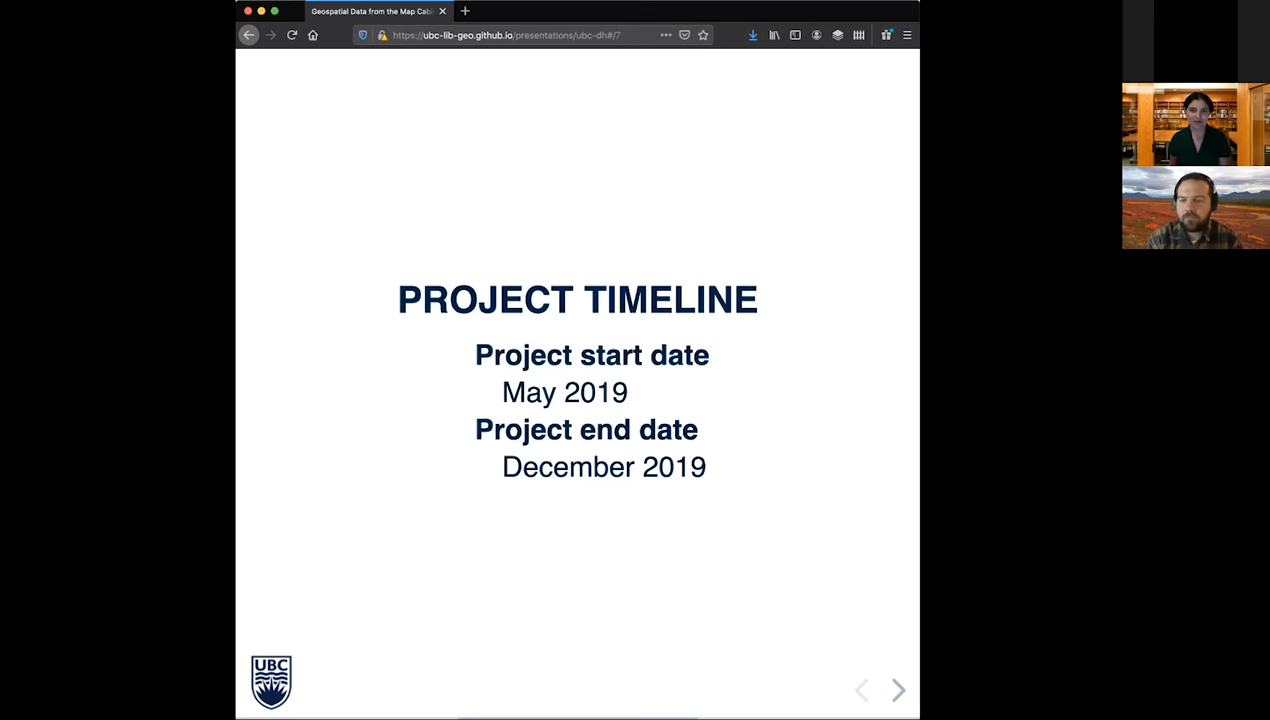 Geospatial Data from the Map Cabi
https://ubc-lib-geo.github.io/presentations/ubc-dh#/7
PROJECT TIMELINE
Project start date
May 2019
Project end date
December 2019
UBC